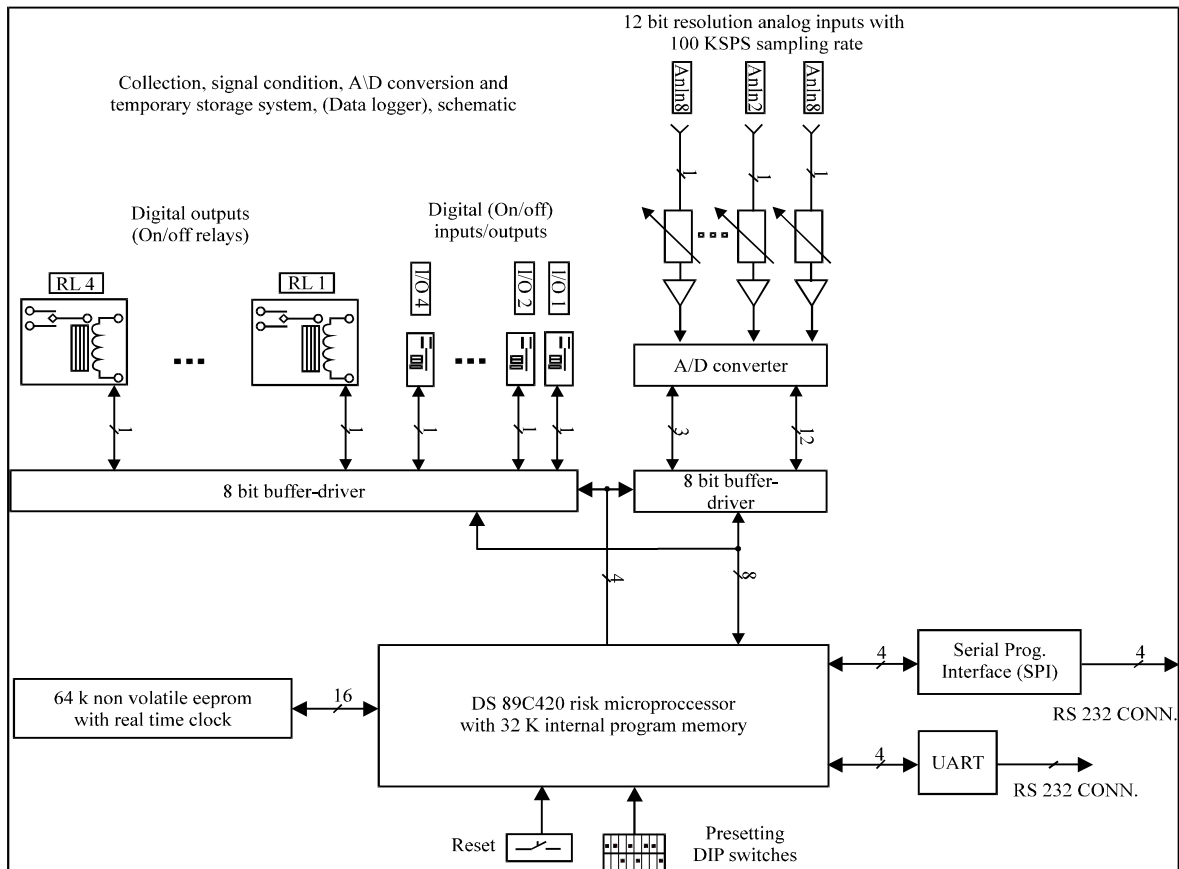 12 bit resolution analog inputs with
100 KSPS sampling rate
Collection, signal condition, A\D conversion and
temporary storage system, (Data logger), schematic
AnIn8
AnIn2
AnIn8
1
1
1
Digital outputs
(On/off relays)
Digital (On/off)
inputs/outputs
RL 4
RL 1
I/O 4
I/O 2
I/O 1
A/D converter
1
1
1
1
1
3
12
8 bit buffer-driver
8 bit buffer-
driver
4
8
64 k non volatile eeprom
with real time clock
16
DS 89C420 risk microproccessor
with 32 K internal program memory
4
Serial Prog.
Interface (SPI)
4
RS 232 CONN.
4
UART
RS 232 CONN.
Reset
Presetting
DIP switches